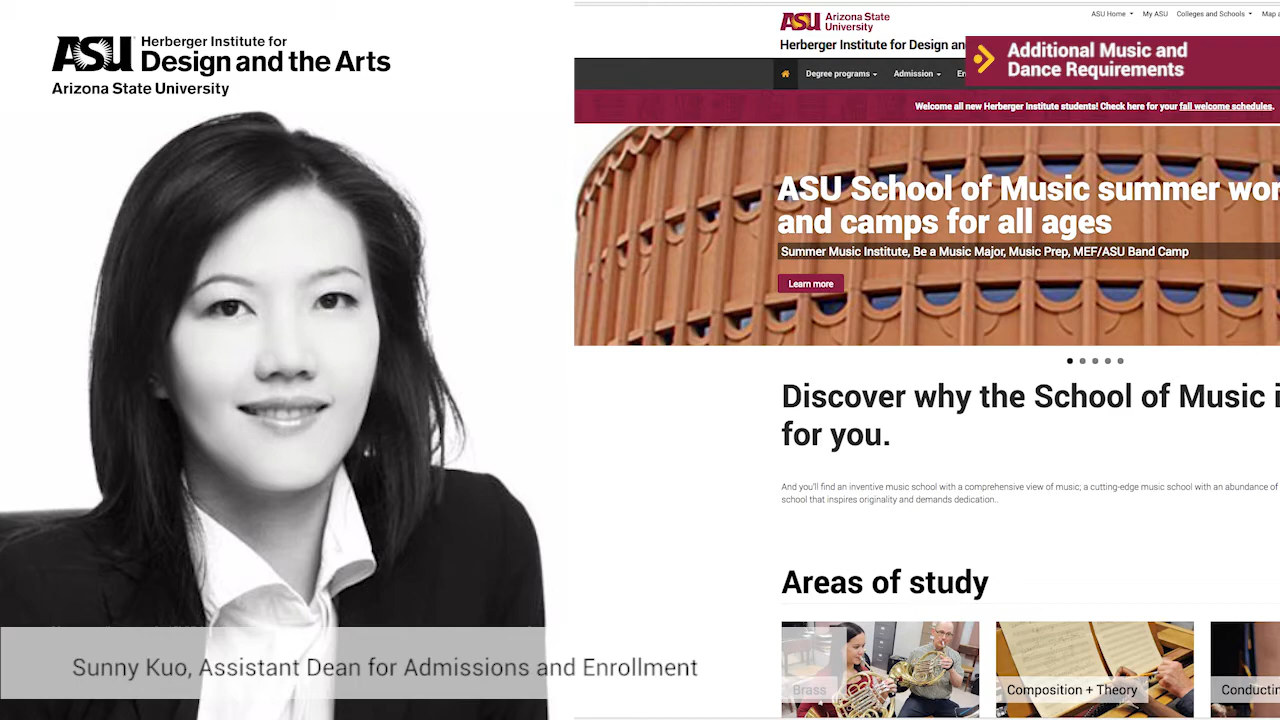 ASU Herberger Institute for
Design and the Arts
Arizona State University
Sunny Kuo, Assistant Dean for Admissions and Enrollment
ASU Home
My ASU
Colleges and Schools
Map
ASU Arizona State
University
Herberger Institute for Design an
Additional Music and
Dance Requirements
Degree programs
Admission
Welcome all new Herberger Institute students! Check here for your fall welcome schedules.
ASU School of Music summer wor
and camps for all ages
Summer Music Institute, Be a Music Major, Music Prep, MEF/ASU Band Camp
Learn more
Discover why the School of Music i
for you.
And you'll find an inventive music school with a comprehensive view of music; a cutting-edge music school with an abundance of
school that inspires originality and demands dedication..
Areas of study
Brass
Composition + Theory
Conductin